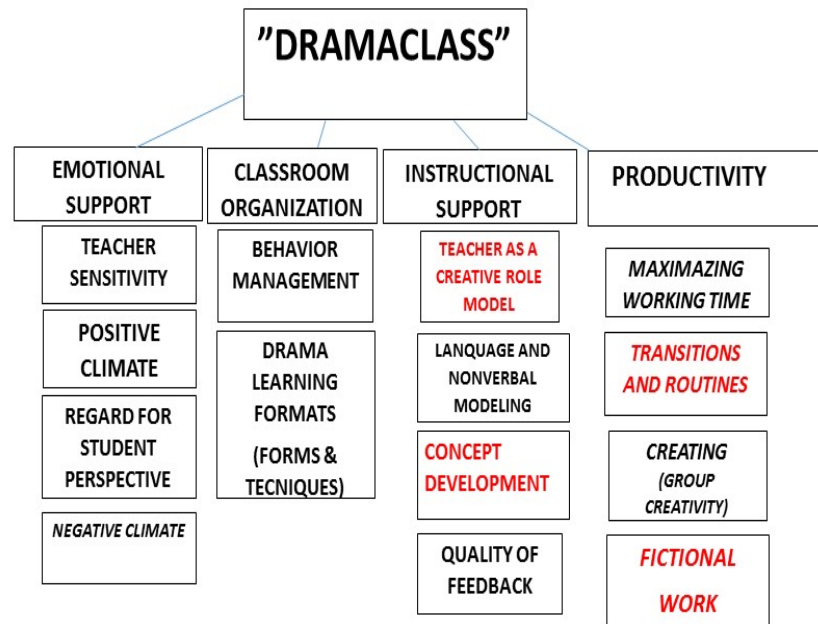 ”DRAMACLASS”
EMOTIONAL
SUPPORT
TEACHER
SENSITIVITY
POSITIVE
CLIMATE
REGARD FOR
STUDENT
PERSPECTIVE
NEGATIVE CLIMATE
CLASSROOM
ORGANIZATION
BEHAVIOR
MANAGEMENT
DRAMA
LEARNING
FORMATS
(FORMS &
TECNIQUES)
INSTRUCTIONAL
SUPPORT
TEACHER AS A
CREATIVE ROLE
MODEL
LANQUAGE AND
NONVERBAL
MODELING
CONCEPT
DEVELOPMENT
QUALITY OF
FEEDBACK
PRODUCTIVITY
MAXIMAZING
WORKING TIME
TRANSITIONS
AND ROUTINES
CREATING
(GROUP
CREATIVITY)
FICTIONAL
WORK